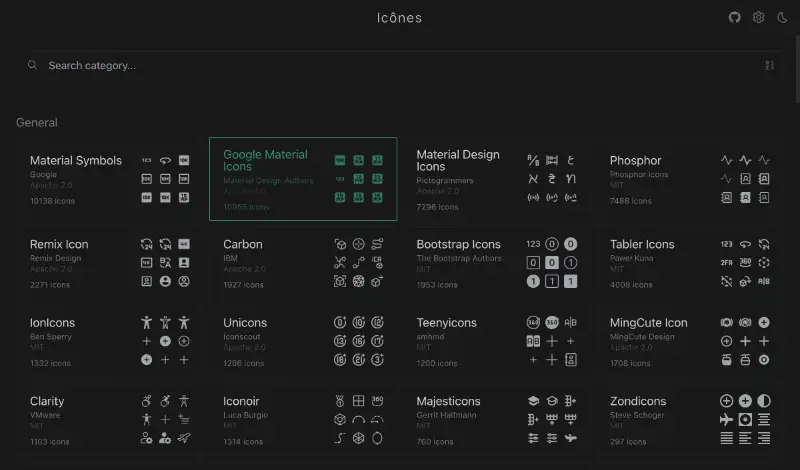 Icônes
Search category...
General
Material Symbols
Google
Apache 2.0
10138 icons
Google Material
Icons
Material Design Authors
Apache 2.0
10955 icons
Material Design
Icons
Pictogrammers
Apache 2.0
7296 icons
Phosphor
Phosphor Icons
MIT
7488 icons
Remix Icon
Remix Design
Apache 2.0
2271 icons
Carbon
IBM
Apache 2.0
1927 icons
Bootstrap Icons
The Bootstrap Authors
MIT
1953 icons
Tabler Icons
Paweł Kuna
MIT
4006 icons
IonIcons
Ben Sperry
MIT
1332 icons
Unicons
Iconscout
Apache 2.0
1206 icons
Teenyicons
smhmd
MIT
1200 icons
MingCute Icon
MingCute Design
Apache 2.0
1708 icons
Clarity
VMware
MIT
1103 icons
Iconoir
Luca Burgio
MIT
1314 icons
Majesticons
Gerrit Halfmann
MIT
760 icons
Zondicons
Steve Schoger
MIT
297 icons